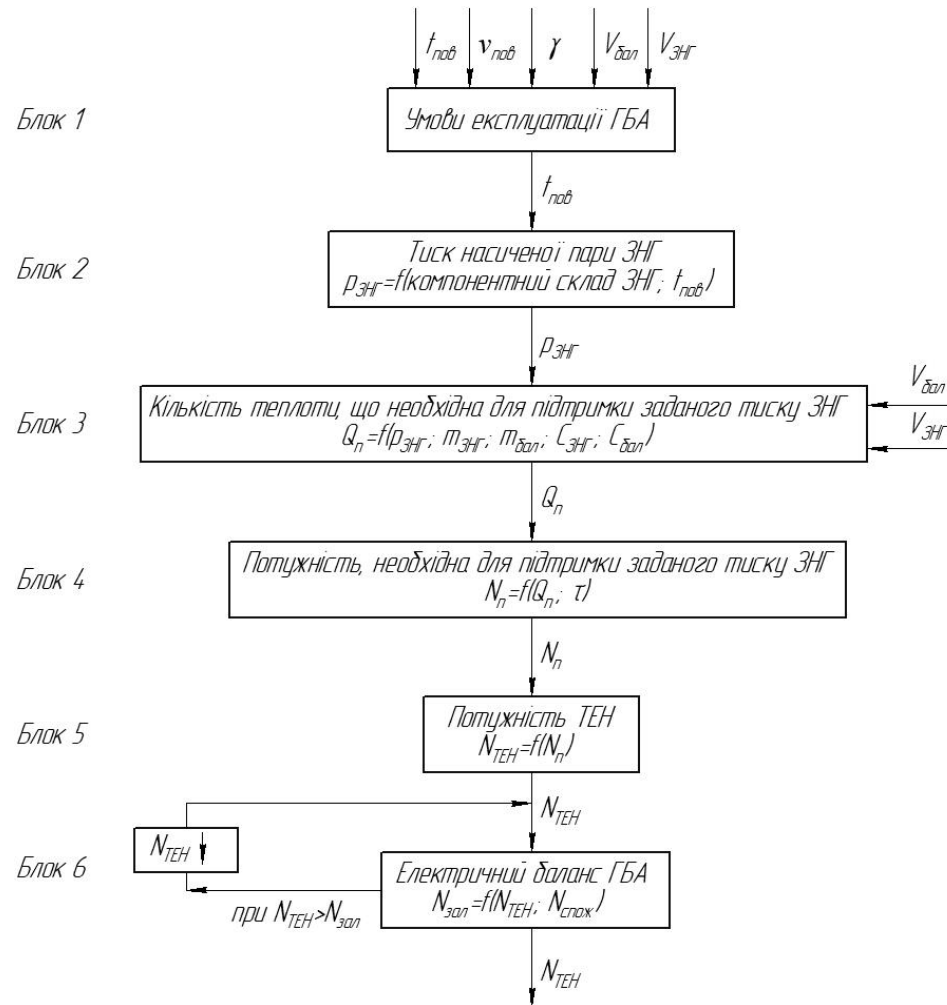 t_пов ν_пов γ V_бал V_ЗНГ
Блок 1
Умови експлуатації ГБА
t_пов
Блок 2
Тиск насиченої пари ЗНГ
p_ЗНГ=f(компонентний склад ЗНГ; t_пов)
p_ЗНГ
V_бал
Блок 3
Кількість теплоти, що необхідна для підтримки заданого тиску ЗНГ
Q_п=f(p_ЗНГ; m_ЗНГ; m_бал; C_ЗНГ; C_бал)
V_ЗНГ
Q_п
Блок 4
Потужність, необхідна для підтримки заданого тиску ЗНГ
N_п=f(Q_п; τ)
N_п
Блок 5
Потужність ТЕН
N_ТЕН=f(N_п)
N_ТЕН
N_ТЕН
Блок 6
Електричний баланс ГБА
N_зал=f(N_ТЕН; N_спож)
при N_ТЕН>N_зал
N_ТЕН